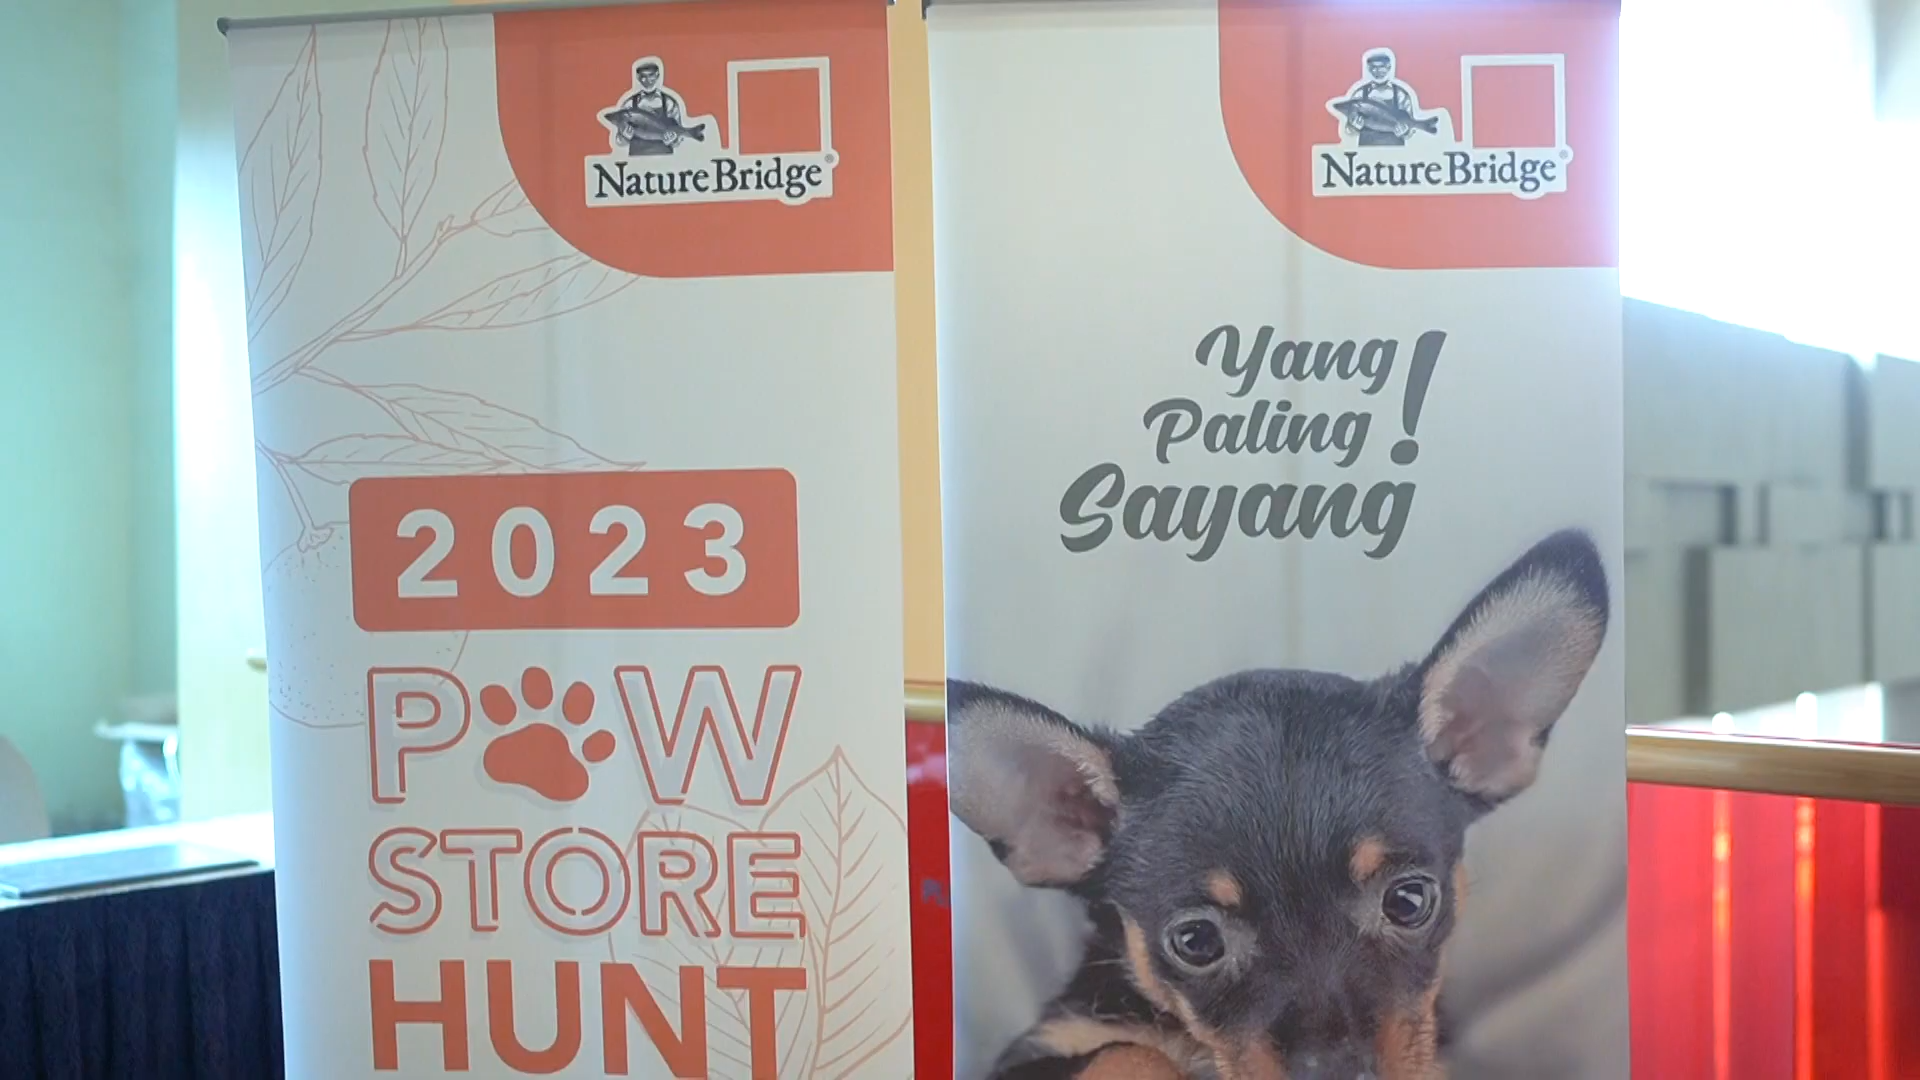 NatureBridge®
2023
PAW
STORE
HUNT
NatureBridge®
Yang
Paling
Sayang!